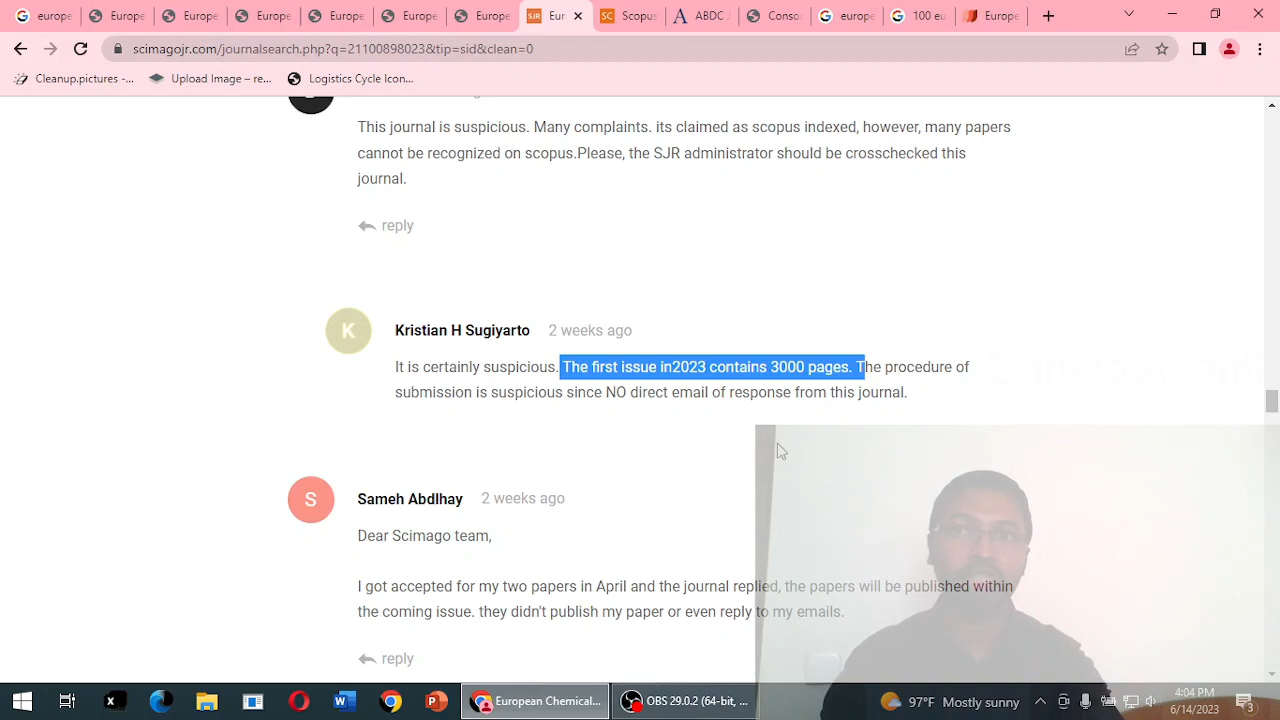 europe
Europe
Europe
Europe
Europe
Europe
Europe
SJR Eur
SC Scopus
ABDC
Conso
europe
100 eu
Europe
scimagojr.com/journalsearch.php?q=21100898023&tip=sid&clean=0
Cleanup.pictures -...
Upload Image – re...
Logistics Cycle Icon...
This journal is suspicious. Many complaints. its claimed as scopus indexed, however, many papers
cannot be recognized on scopus.Please, the SJR administrator should be crosschecked this
journal.
reply
K
Kristian H Sugiyarto 2 weeks ago
It is certainly suspicious. The first issue in2023 contains 3000 pages. The procedure of
submission is suspicious since NO direct email of response from this journal.
S
Sameh Abdlhay 2 weeks ago
Dear Scimago team,
I got accepted for my two papers in April and the journal replied, the papers will be published within
the coming issue. they didn't publish my paper or even reply to my emails.
reply
European Chemical...
OBS 29.0.2 (64-bit, ...
97°F Mostly sunny
4:04 PM
6/14/2023
3